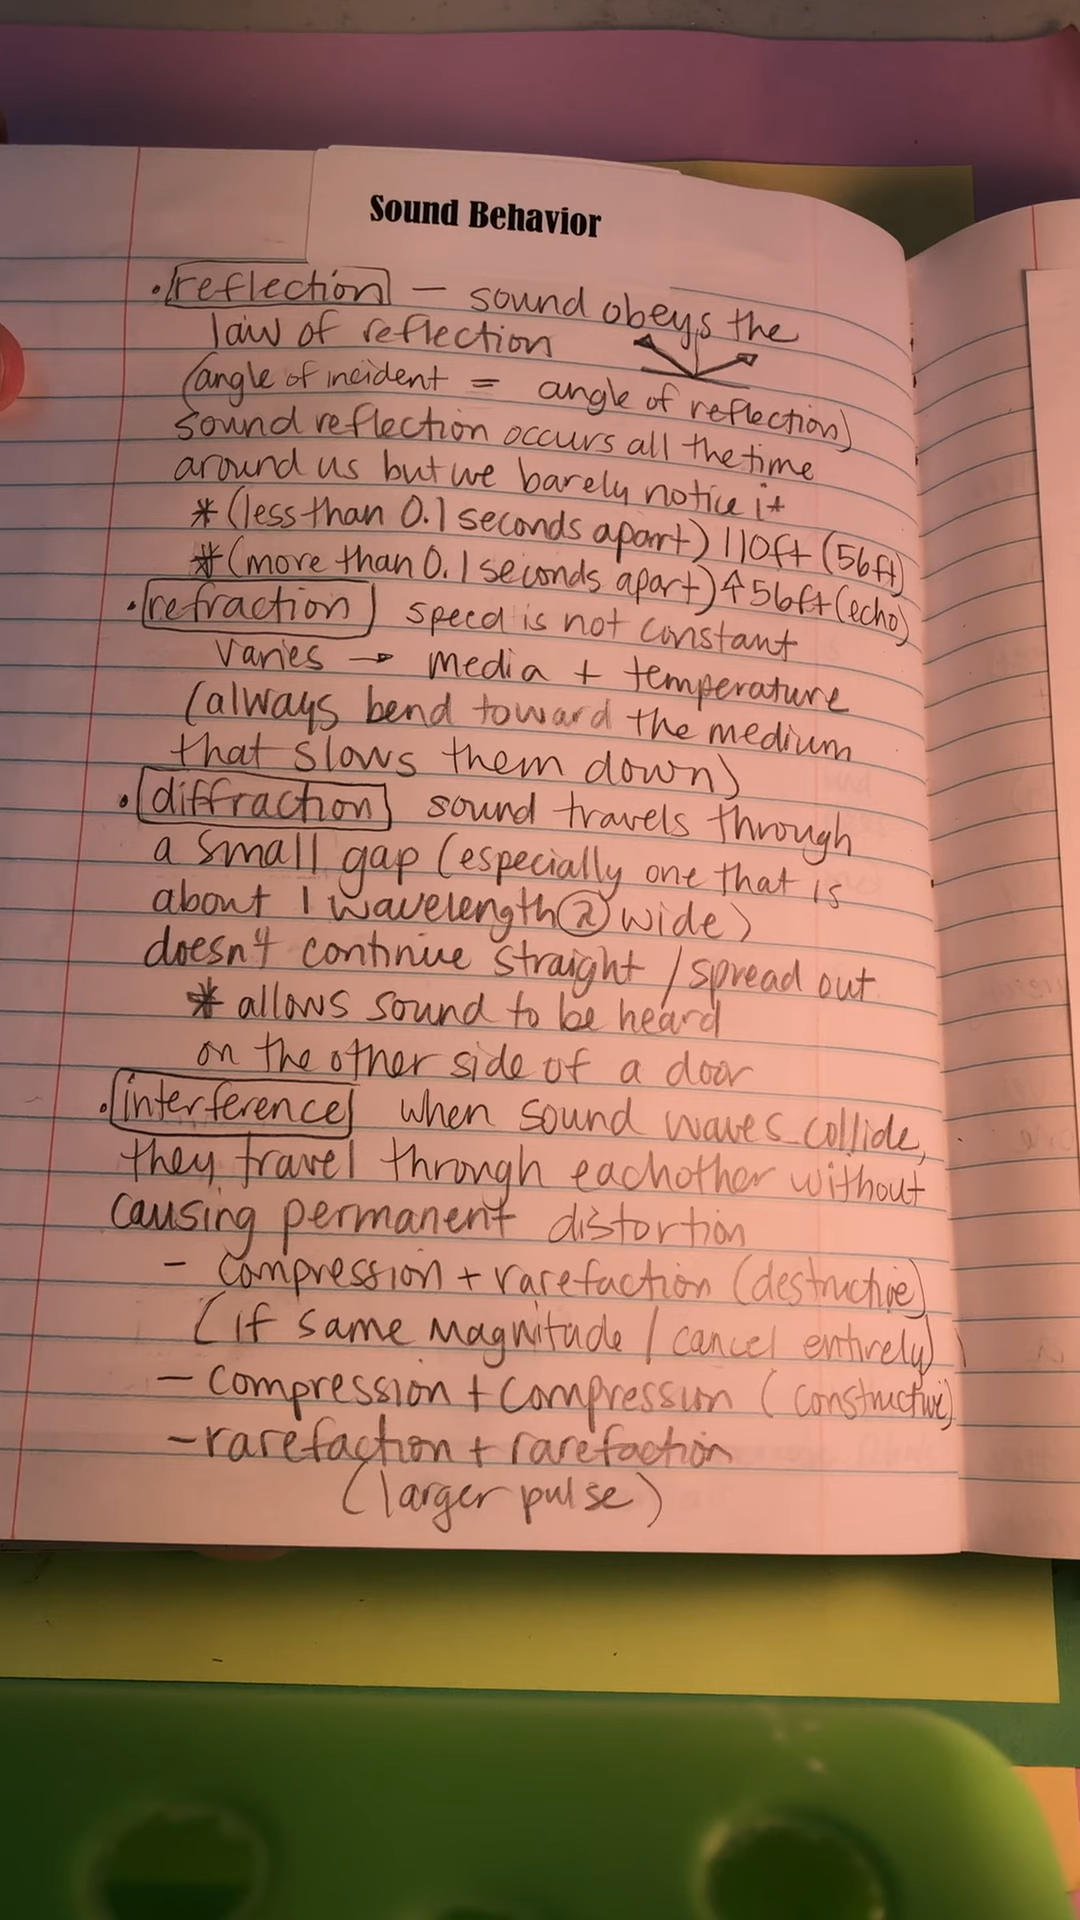 Sound Behavior
• reflection — sound obeys the
law of reflection
(angle of incident = angle of reflection)
sound reflection occurs all the time
around us but we barely notice it
* (less than 0.1 seconds apart) 110ft (56ft)
* (more than 0.1 seconds apart) ↑56ft (echo)
• refraction speed is not constant
varies → media + temperature
(always bend toward the medium
that slows them down)
• diffraction sound travels through
a small gap (especially one that is
about 1 wavelength λ wide)
doesn't continue straight / spread out
* allows sound to be heard
on the other side of a door
• interference when sound waves collide,
they travel through eachother without
causing permanent distortion
- compression + rarefaction (destructive)
(if same magnitude / cancel entirely)
- compression + compression (constructive)
- rarefaction + rarefaction
(larger pulse)